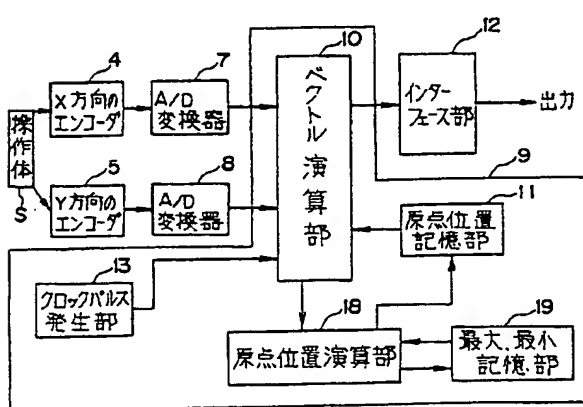 10
12
4
7
X方向の
エンコーダ
A/D
変換器
ベクトル演算部
インター
フェース部
出力
操作体
S
5
8
9
Y方向の
エンコーダ
A/D
変換器
11
原点位置
記憶部
13
クロックパルス
発生部
18
原点位置演算部
19
最大、最小
記憶部